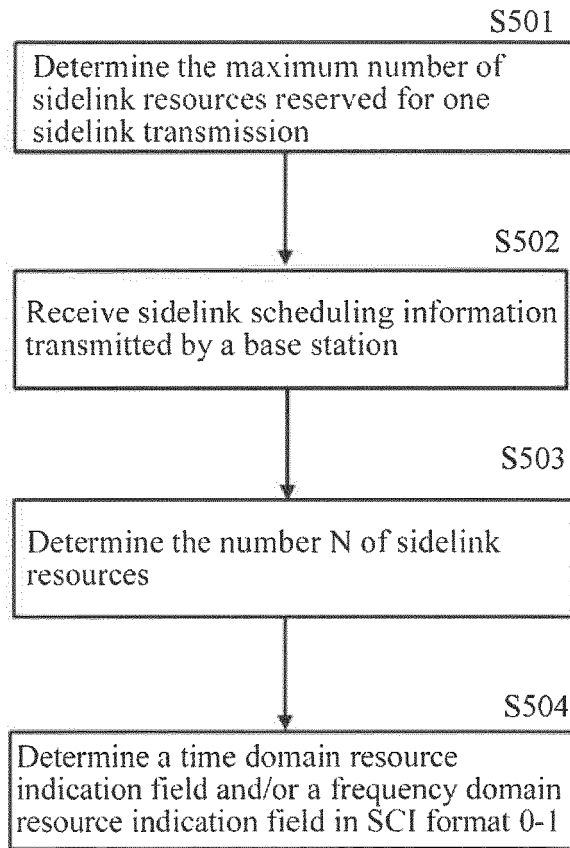 S501
Determine the maximum number of
sidelink resources reserved for one
sidelink transmission
S502
Receive sidelink scheduling information
transmitted by a base station
S503
Determine the number N of sidelink
resources
S504
Determine a time domain resource
indication field and/or a frequency domain
resource indication field in SCI format 0-1